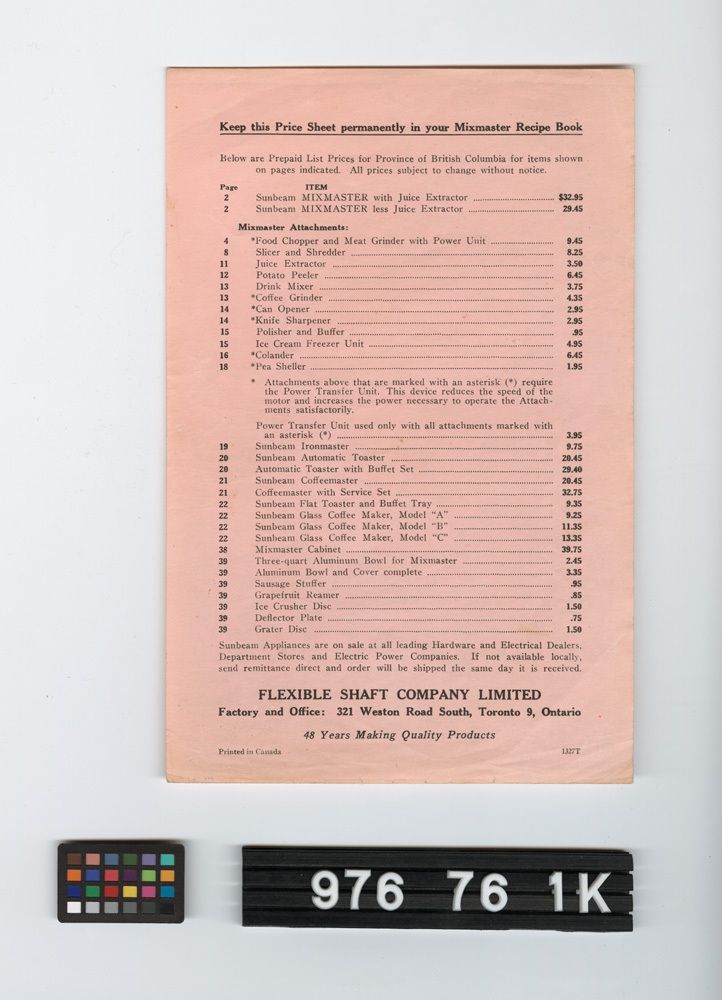 Keep this Price Sheet permanently in your Mixmaster Recipe Book
Below are Prepaid List Prices for Province of British Columbia for items shown
on pages indicated. All prices subject to change without notice.
Page ITEM
2 Sunbeam MIXMASTER with Juice Extractor $32.95
2 Sunbeam MIXMASTER less Juice Extractor 29.45
Mixmaster Attachments:
4 *Food Chopper and Meat Grinder with Power Unit 9.45
8 Slicer and Shredder 8.25
11 Juice Extractor 3.50
12 Potato Peeler 6.45
13 Drink Mixer 3.75
13 *Coffee Grinder 4.35
14 *Can Opener 2.95
14 *Knife Sharpener 2.95
15 Polisher and Buffer .95
15 Ice Cream Freezer Unit 4.95
16 *Colander 6.45
18 *Pea Sheller 1.95
* Attachments above that are marked with an asterisk (*) require
the Power Transfer Unit. This device reduces the speed of the
motor and increases the power necessary to operate the Attach-
ments satisfactorily.
Power Transfer Unit used only with all attachments marked with
an asterisk (*) 3.95
19 Sunbeam Ironmaster 9.75
20 Sunbeam Automatic Toaster 20.45
20 Automatic Toaster with Buffet Set 29.40
21 Sunbeam Coffeemaster 20.45
21 Coffeemaster with Service Set 32.75
22 Sunbeam Flat Toaster and Buffet Tray 9.35
22 Sunbeam Glass Coffee Maker, Model "A" 9.25
22 Sunbeam Glass Coffee Maker, Model "B" 11.35
22 Sunbeam Glass Coffee Maker, Model "C" 13.35
38 Mixmaster Cabinet 39.75
39 Three-quart Aluminum Bowl for Mixmaster 2.45
39 Aluminum Bowl and Cover complete 3.35
39 Sausage Stuffer .95
39 Grapefruit Reamer .85
39 Ice Crusher Disc 1.50
39 Deflector Plate .75
39 Grater Disc 1.50
Sunbeam Appliances are on sale at all leading Hardware and Electrical Dealers,
Department Stores and Electric Power Companies. If not available locally,
send remittance direct and order will be shipped the same day it is received.
FLEXIBLE SHAFT COMPANY LIMITED
Factory and Office: 321 Weston Road South, Toronto 9, Ontario
48 Years Making Quality Products
Printed in Canada 1327T
976 76 1K